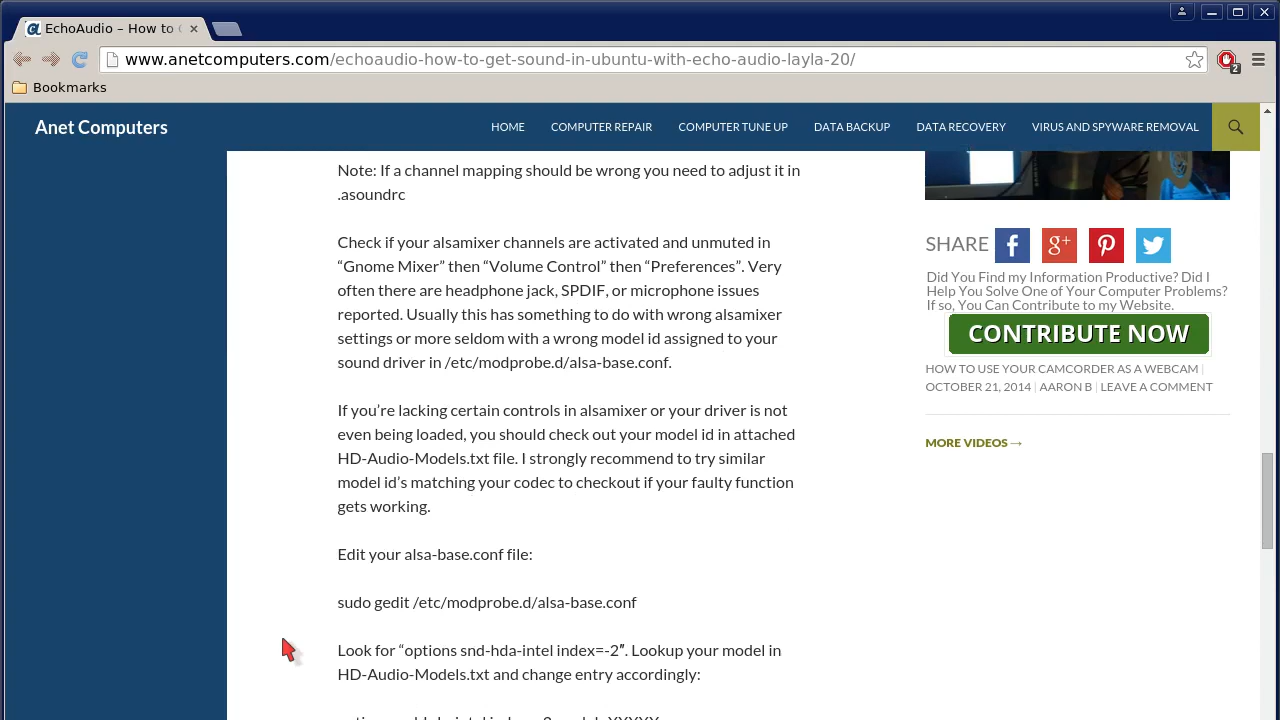 EchoAudio – How to
www.anetcomputers.com/echoaudio-how-to-get-sound-in-ubuntu-with-echo-audio-layla-20/
2
Bookmarks
Anet Computers
HOME COMPUTER REPAIR COMPUTER TUNE UP DATA BACKUP DATA RECOVERY VIRUS AND SPYWARE REMOVAL
Note: If a channel mapping should be wrong you need to adjust it in
.asoundrc
Check if your alsamixer channels are activated and unmuted in
“Gnome Mixer” then “Volume Control” then “Preferences”. Very
often there are headphone jack, SPDIF, or microphone issues
reported. Usually this has something to do with wrong alsamixer
settings or more seldom with a wrong model id assigned to your
sound driver in /etc/modprobe.d/alsa-base.conf.
If you’re lacking certain controls in alsamixer or your driver is not
even being loaded, you should check out your model id in attached
HD-Audio-Models.txt file. I strongly recommend to try similar
model id’s matching your codec to checkout if your faulty function
gets working.
Edit your alsa-base.conf file:
sudo gedit /etc/modprobe.d/alsa-base.conf
Look for “options snd-hda-intel index=-2″. Lookup your model in
HD-Audio-Models.txt and change entry accordingly:
SHARE
Did You Find my Information Productive? Did I
Help You Solve One of Your Computer Problems?
If so, You Can Contribute to my Website.
CONTRIBUTE NOW
HOW TO USE YOUR CAMCORDER AS A WEBCAM
OCTOBER 21, 2014 AARON B LEAVE A COMMENT
MORE VIDEOS →